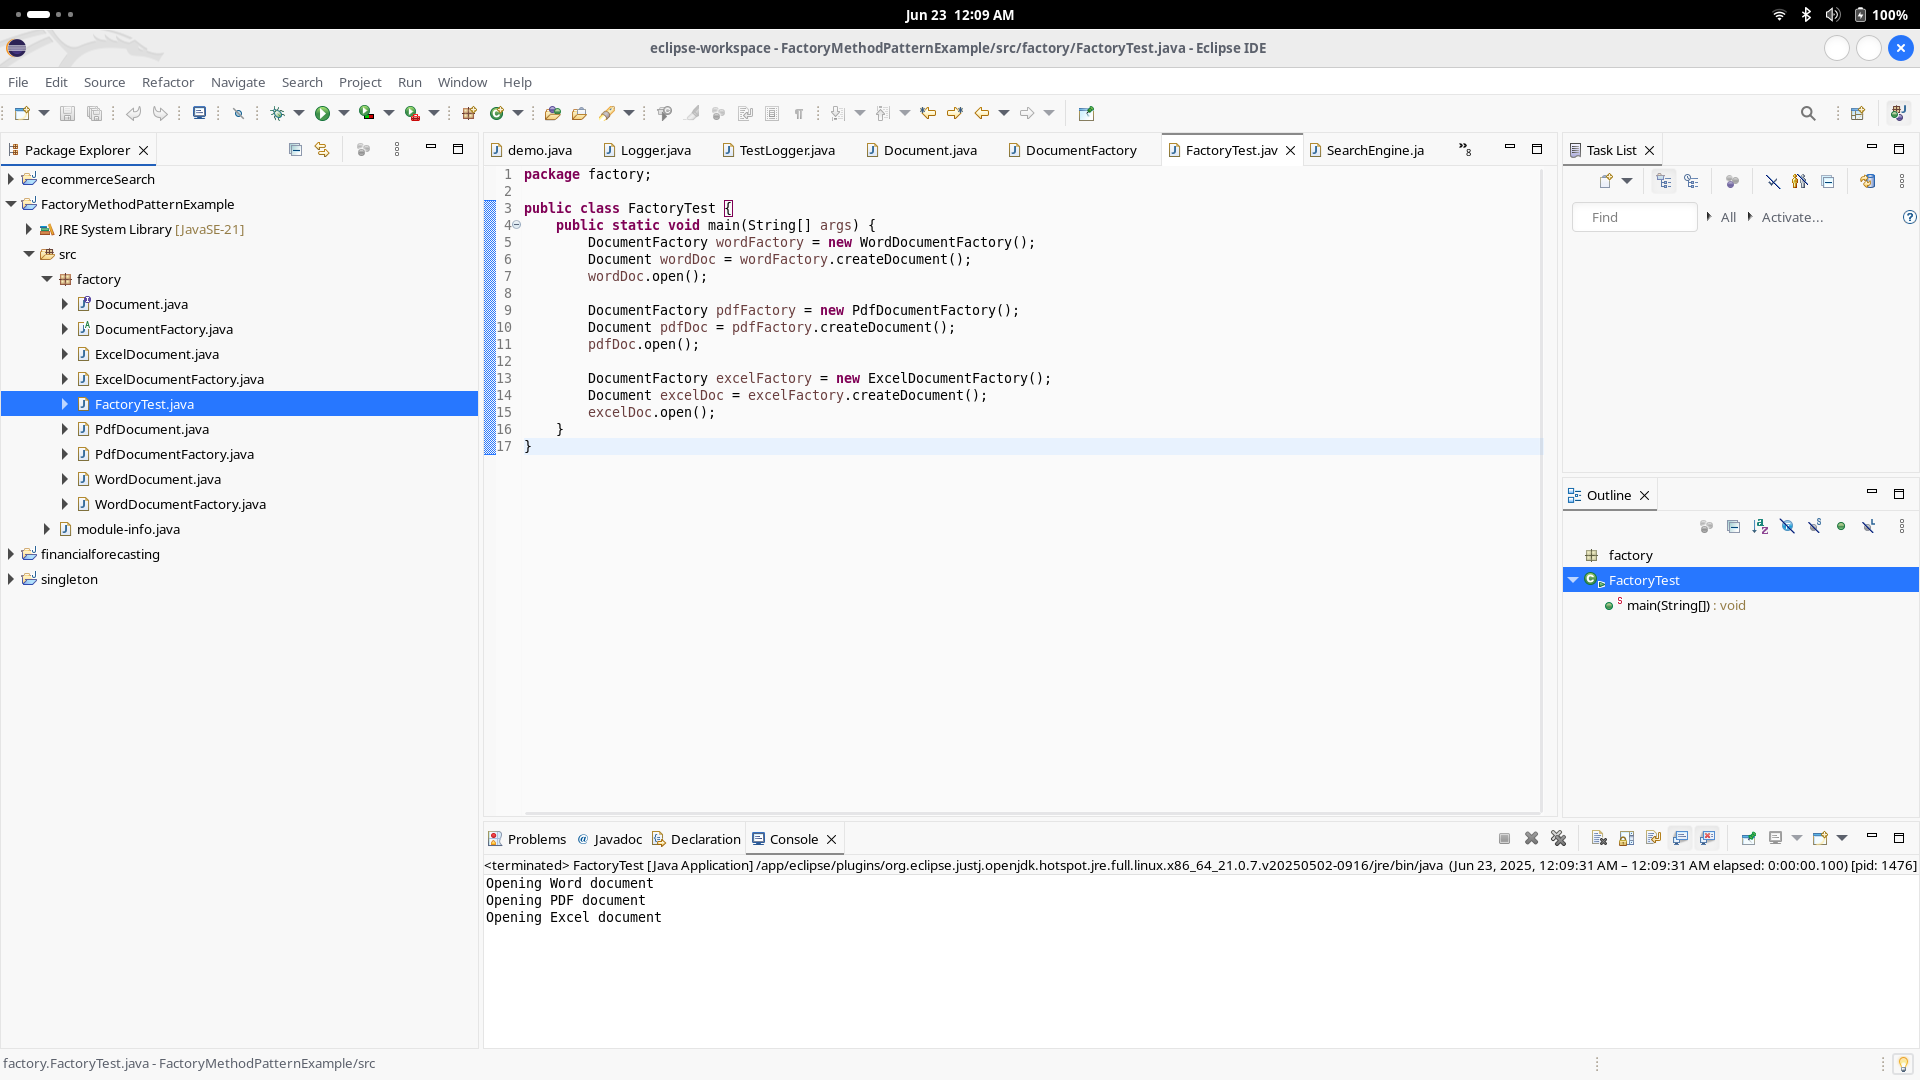 Jun 23 12:09 AM
100%
eclipse-workspace - FactoryMethodPatternExample/src/factory/FactoryTest.java - Eclipse IDE
File Edit Source Refactor Navigate Search Project Run Window Help
Package Explorer
ecommerceSearch
FactoryMethodPatternExample
JRE System Library [JavaSE-21]
src
factory
Document.java
DocumentFactory.java
ExcelDocument.java
ExcelDocumentFactory.java
FactoryTest.java
PdfDocument.java
PdfDocumentFactory.java
WordDocument.java
WordDocumentFactory.java
module-info.java
financialforecasting
singleton
demo.java Logger.java TestLogger.java Document.java DocumentFactory FactoryTest.jav SearchEngine.ja »8
1 package factory;
2
3 public class FactoryTest {
4 public static void main(String[] args) {
5 DocumentFactory wordFactory = new WordDocumentFactory();
6 Document wordDoc = wordFactory.createDocument();
7 wordDoc.open();
8
9 DocumentFactory pdfFactory = new PdfDocumentFactory();
10 Document pdfDoc = pdfFactory.createDocument();
11 pdfDoc.open();
12
13 DocumentFactory excelFactory = new ExcelDocumentFactory();
14 Document excelDoc = excelFactory.createDocument();
15 excelDoc.open();
16 }
17 }
Task List
Find All Activate...
Outline
factory
FactoryTest
main(String[]) : void
Problems Javadoc Declaration Console
<terminated> FactoryTest [Java Application] /app/eclipse/plugins/org.eclipse.justj.openjdk.hotspot.jre.full.linux.x86_64_21.0.7.v20250502-0916/jre/bin/java (Jun 23, 2025, 12:09:31 AM – 12:09:31 AM elapsed: 0:00:00.100) [pid: 1476]
Opening Word document
Opening PDF document
Opening Excel document
factory.FactoryTest.java - FactoryMethodPatternExample/src